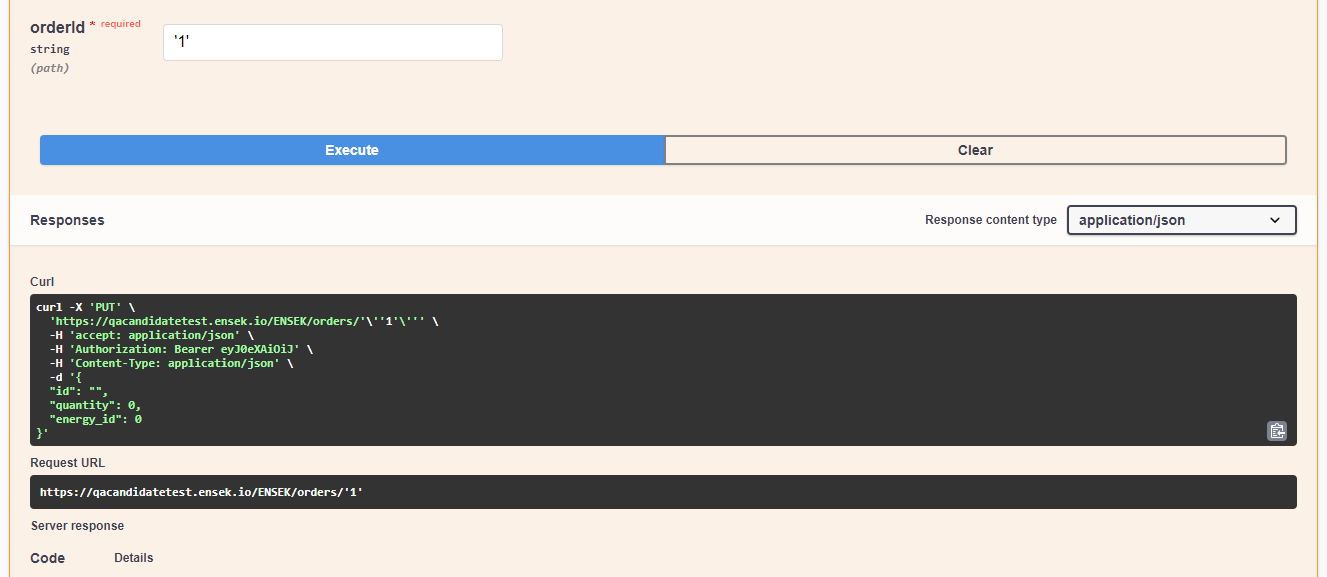 orderId * required
string
(path)
'1'
Execute
Clear
Responses
Response content type
application/json
Curl
curl -X 'PUT' \
  'https://qacandidatetest.ensek.io/ENSEK/orders/'\''1'\''' \
  -H 'accept: application/json' \
  -H 'Authorization: Bearer eyJ0eXAiOiJ' \
  -H 'Content-Type: application/json' \
  -d '{
  "id": "",
  "quantity": 0,
  "energy_id": 0
}'
Request URL
https://qacandidatetest.ensek.io/ENSEK/orders/'1'
Server response
Code
Details